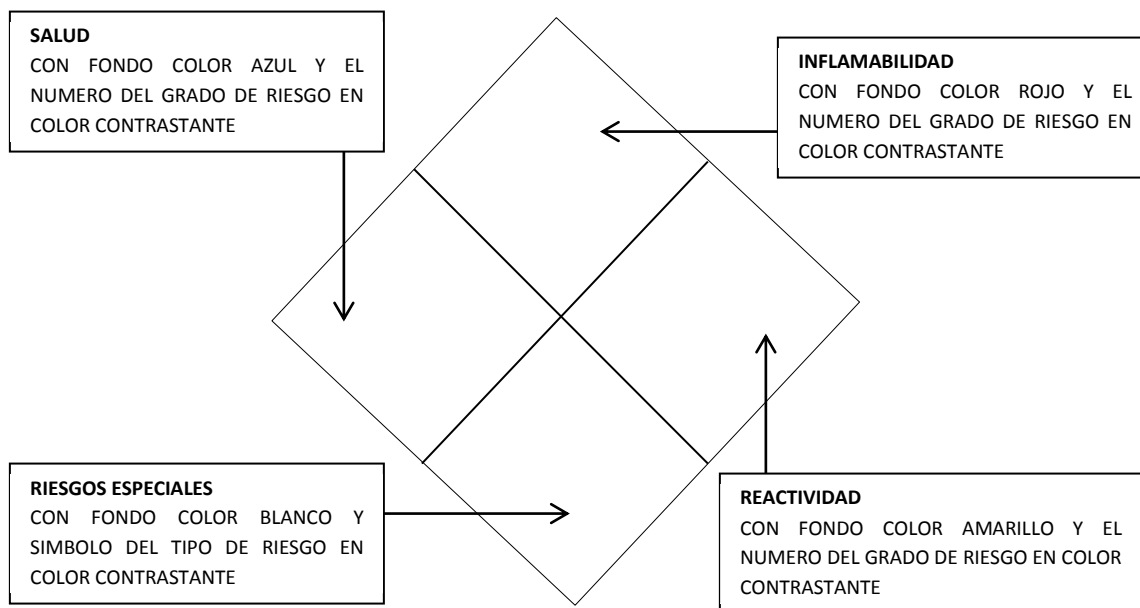 SALUD
CON FONDO COLOR AZUL Y EL
NUMERO DEL GRADO DE RIESGO EN
COLOR CONTRASTANTE
INFLAMABILIDAD
CON FONDO COLOR ROJO Y EL
NUMERO DEL GRADO DE RIESGO EN
COLOR CONTRASTANTE
RIESGOS ESPECIALES
CON FONDO COLOR BLANCO Y
SIMBOLO DEL TIPO DE RIESGO EN
COLOR CONTRASTANTE
REACTIVIDAD
CON FONDO COLOR AMARILLO Y EL
NUMERO DEL GRADO DE RIESGO EN COLOR
CONTRASTANTE